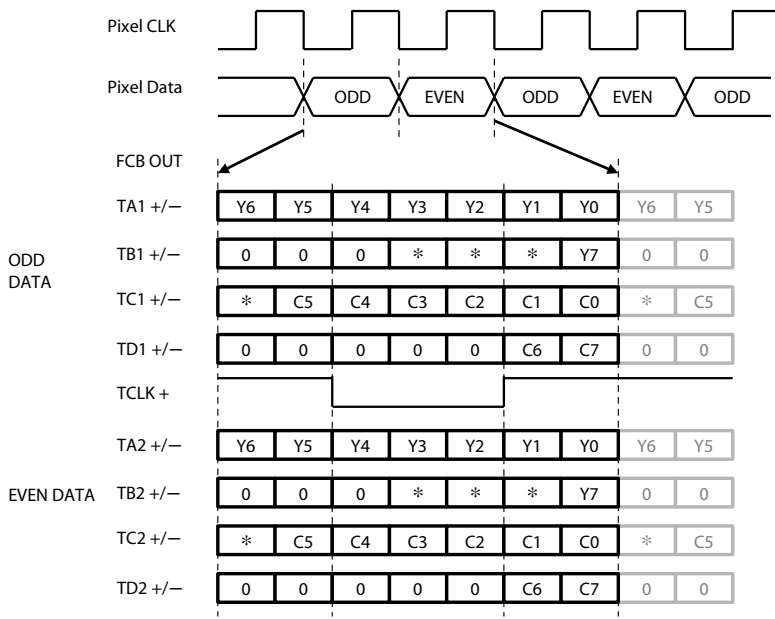 Pixel CLK
Pixel Data ODD EVEN ODD EVEN ODD
FCB OUT
TA1 +/− Y6 Y5 Y4 Y3 Y2 Y1 Y0 Y6 Y5
ODD DATA
TB1 +/− 0 0 0 * * * Y7 0 0
TC1 +/− * C5 C4 C3 C2 C1 C0 * C5
TD1 +/− 0 0 0 0 0 C6 C7 0 0
TCLK +
TA2 +/− Y6 Y5 Y4 Y3 Y2 Y1 Y0 Y6 Y5
EVEN DATA TB2 +/− 0 0 0 * * * Y7 0 0
TC2 +/− * C5 C4 C3 C2 C1 C0 * C5
TD2 +/− 0 0 0 0 0 C6 C7 0 0